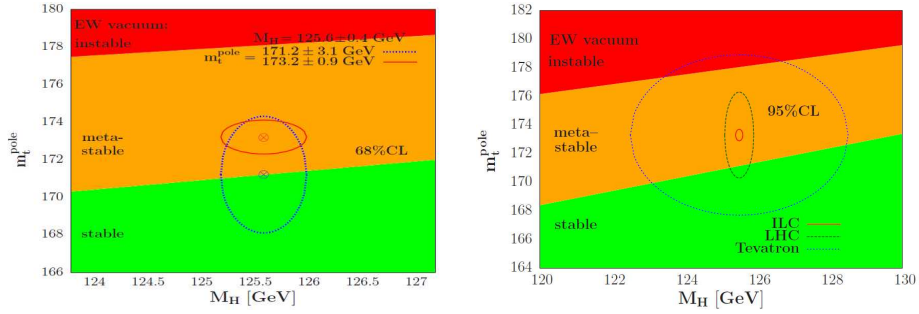 182
180
178
176
174
172
170
168
166
m_t^pole
EW vacuum:
instable
M_H = 125.6±0.4 GeV
m_t^pole =
171.2 ± 3.1 GeV
173.2 ± 0.9 GeV
meta-
stable
68%CL
stable
124
124.5
125
125.5
126
126.5
127
M_H [GeV]
182
180
178
176
174
172
170
168
166
164
m_t^pole
EW vacuum
instable
95%CL
meta–
stable
stable
ILC
LHC
Tevatron
120
122
124
126
128
130
M_H [GeV]